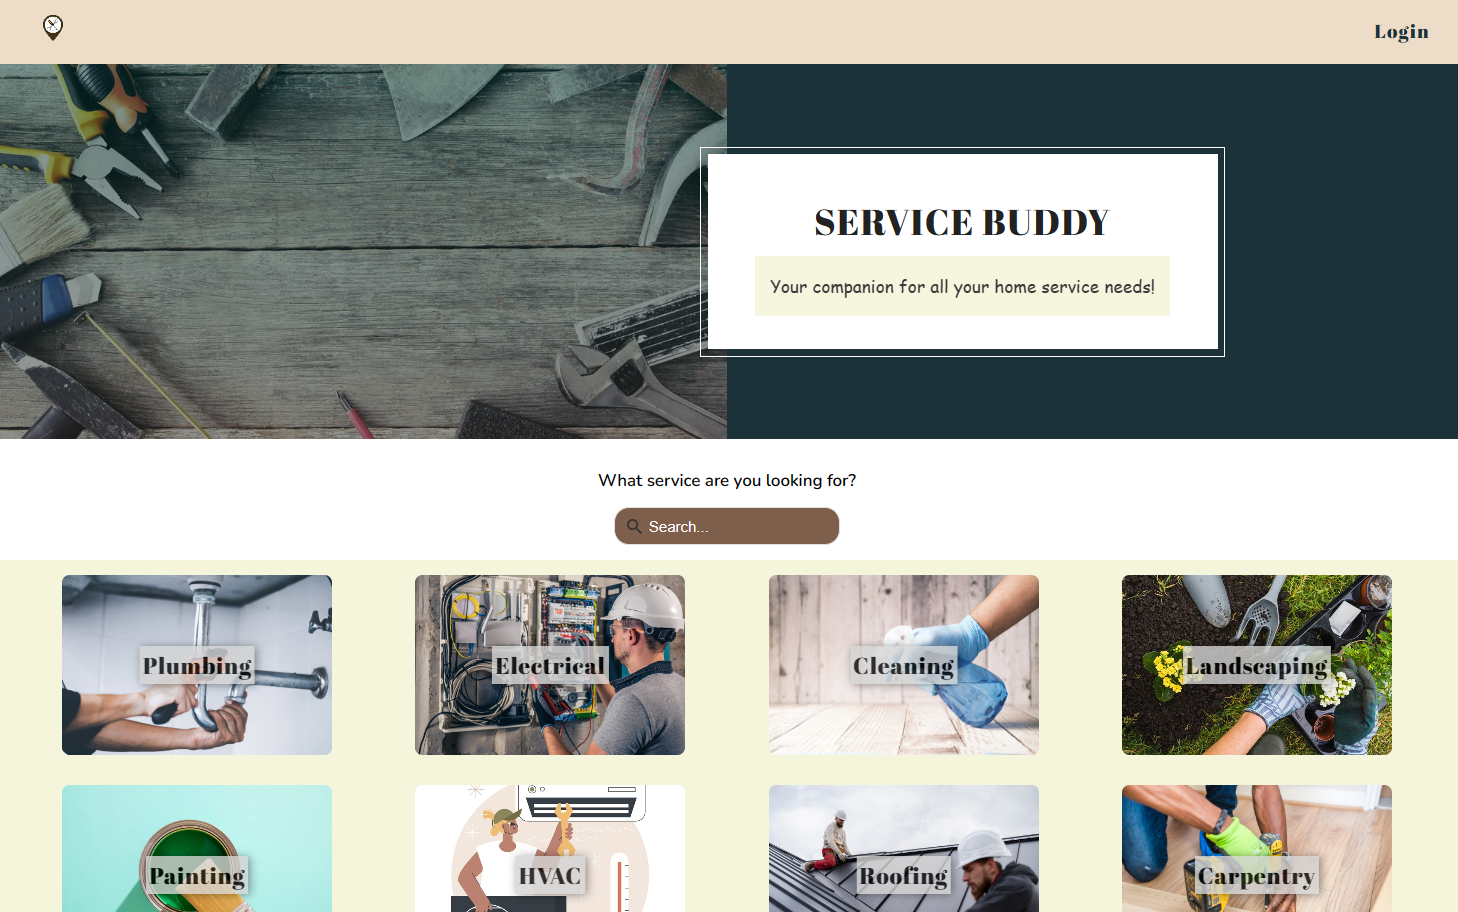 Login
SERVICE BUDDY
Your companion for all your home service needs!
What service are you looking for?
Search...
Plumbing
Electrical
Cleaning
Landscaping
Painting
HVAC
Roofing
Carpentry